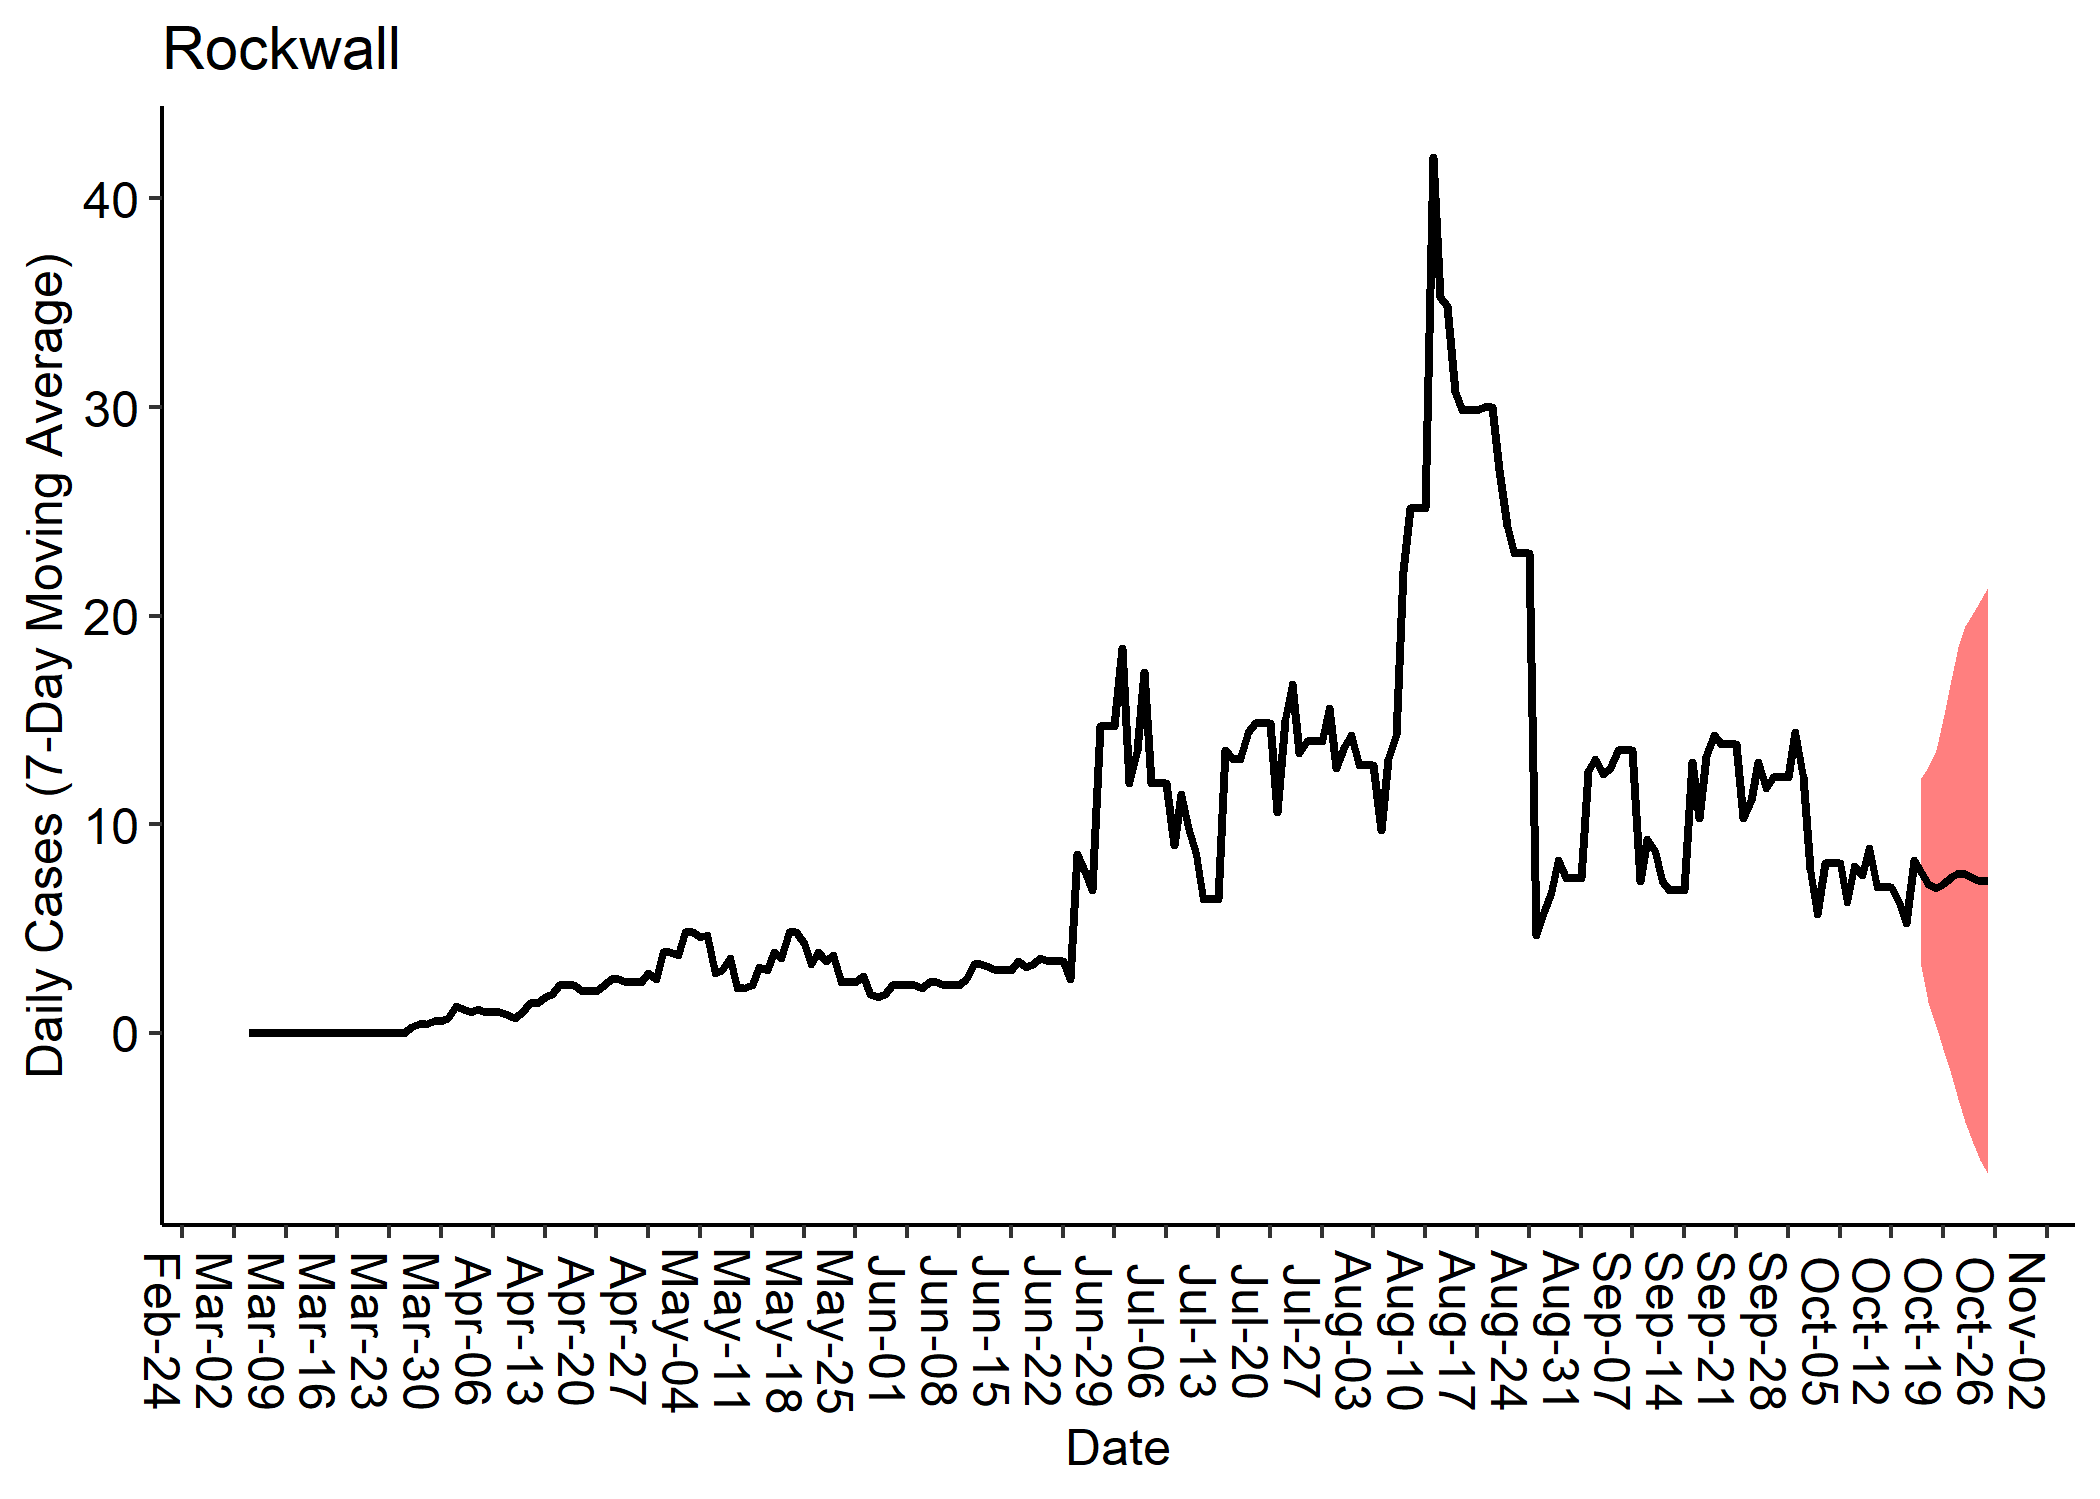 Rockwall
Daily Cases (7-Day Moving Average)
40
30
20
10
0
Feb-24
Mar-02
Mar-09
Mar-16
Mar-23
Mar-30
Apr-06
Apr-13
Apr-20
Apr-27
May-04
May-11
May-18
May-25
Jun-01
Jun-08
Jun-15
Jun-22
Jun-29
Jul-06
Jul-13
Jul-20
Jul-27
Aug-03
Aug-10
Aug-17
Aug-24
Aug-31
Sep-07
Sep-14
Sep-21
Sep-28
Oct-05
Oct-12
Oct-19
Oct-26
Nov-02
Date